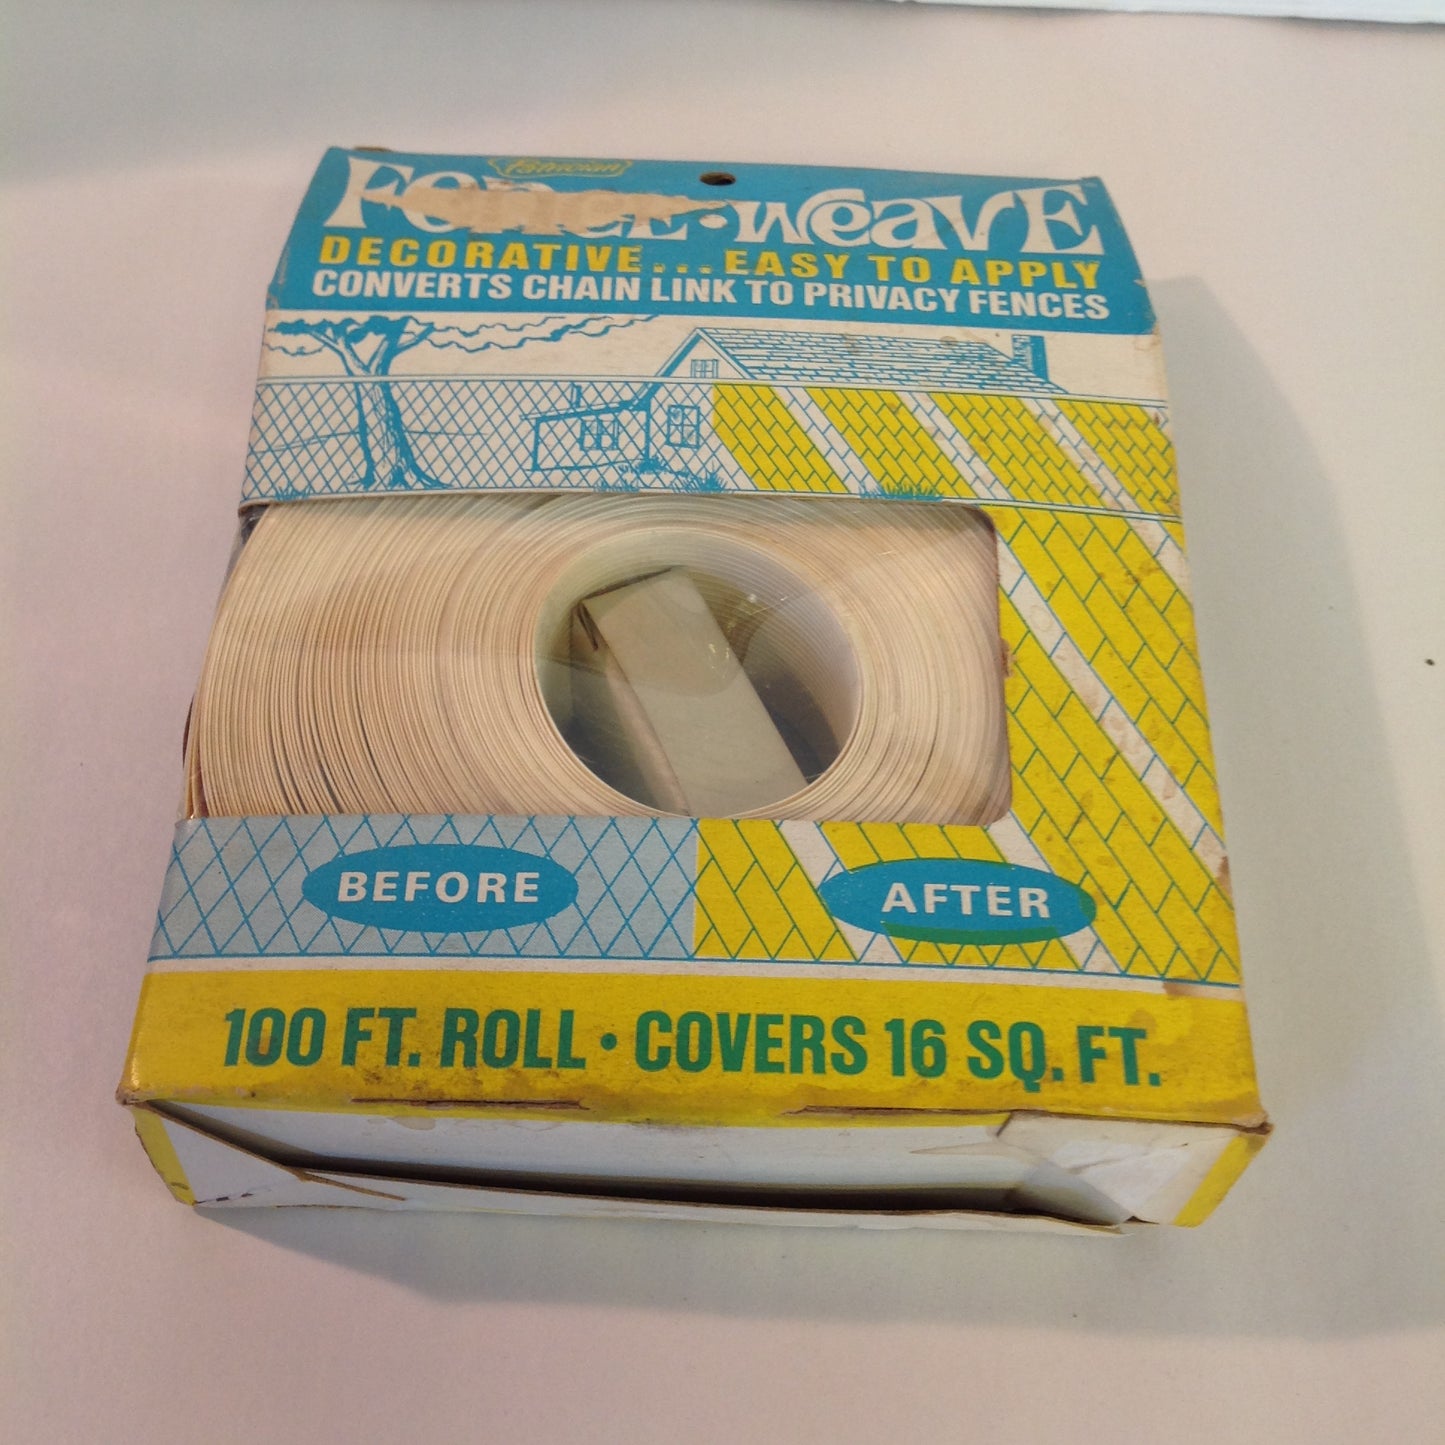 Patrician
FENCE·WEAVE
DECORATIVE...EASY TO APPLY
CONVERTS CHAIN LINK TO PRIVACY FENCES
BEFORE
AFTER
100 FT. ROLL · COVERS 16 SQ. FT.